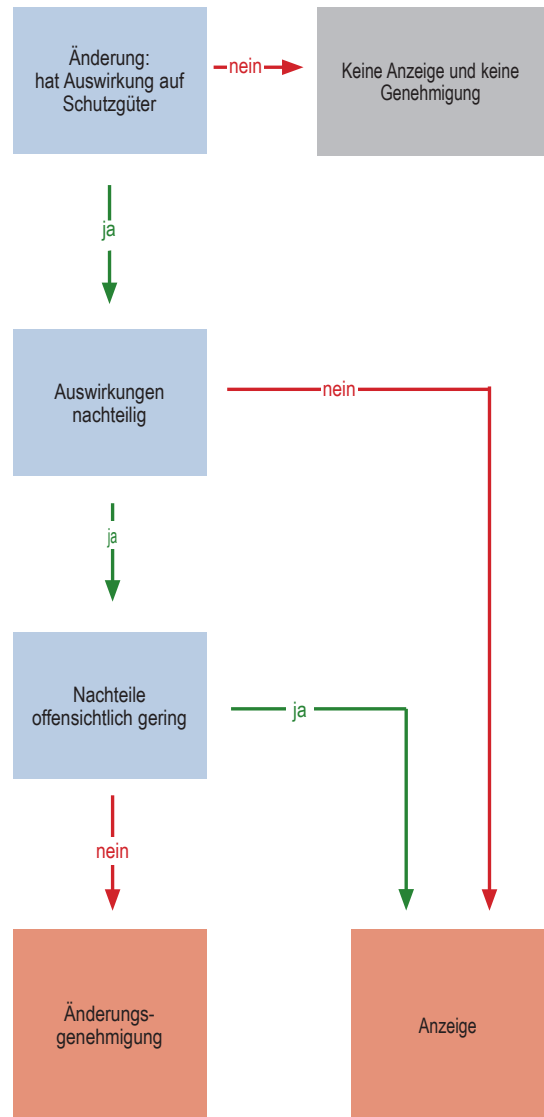 Änderung:
hat Auswirkung auf
Schutzgüter
nein
Keine Anzeige und keine
Genehmigung
ja
Auswirkungen
nachteilig
nein
ja
Nachteile
offensichtlich gering
ja
nein
Änderungs-
genehmigung
Anzeige